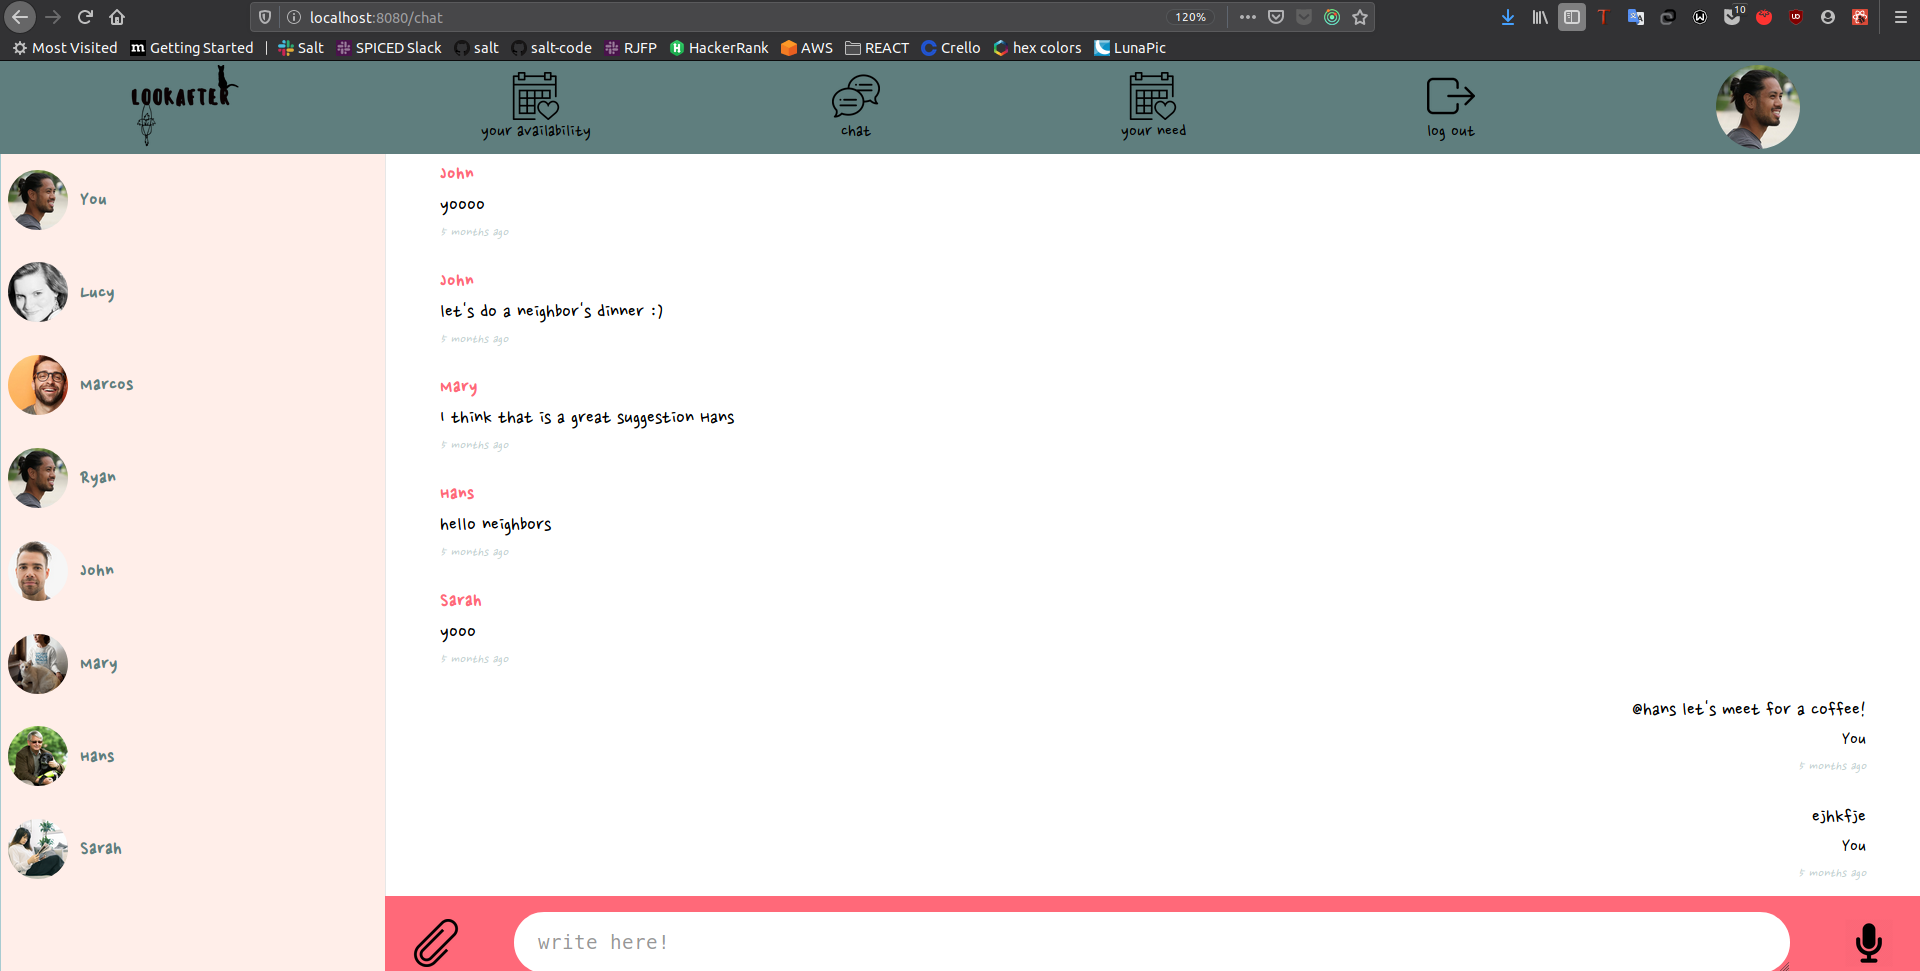 localhost:8080/chat
120%
10
Most Visited
m Getting Started
Salt
SPICED Slack
salt
salt-code
RJFP
H HackerRank
AWS
REACT
Crello
hex colors
LunaPic
LOOKAFTER
your availability
chat
your need
log out
You
Lucy
Marcos
Ryan
John
Mary
Hans
Sarah
John
yoooo
5 months ago
John
let's do a neighbor's dinner :)
5 months ago
Mary
I think that is a great suggestion Hans
5 months ago
Hans
hello neighbors
5 months ago
Sarah
yooo
5 months ago
@hans let's meet for a coffee!
You
5 months ago
ejhkfje
You
5 months ago
write here!